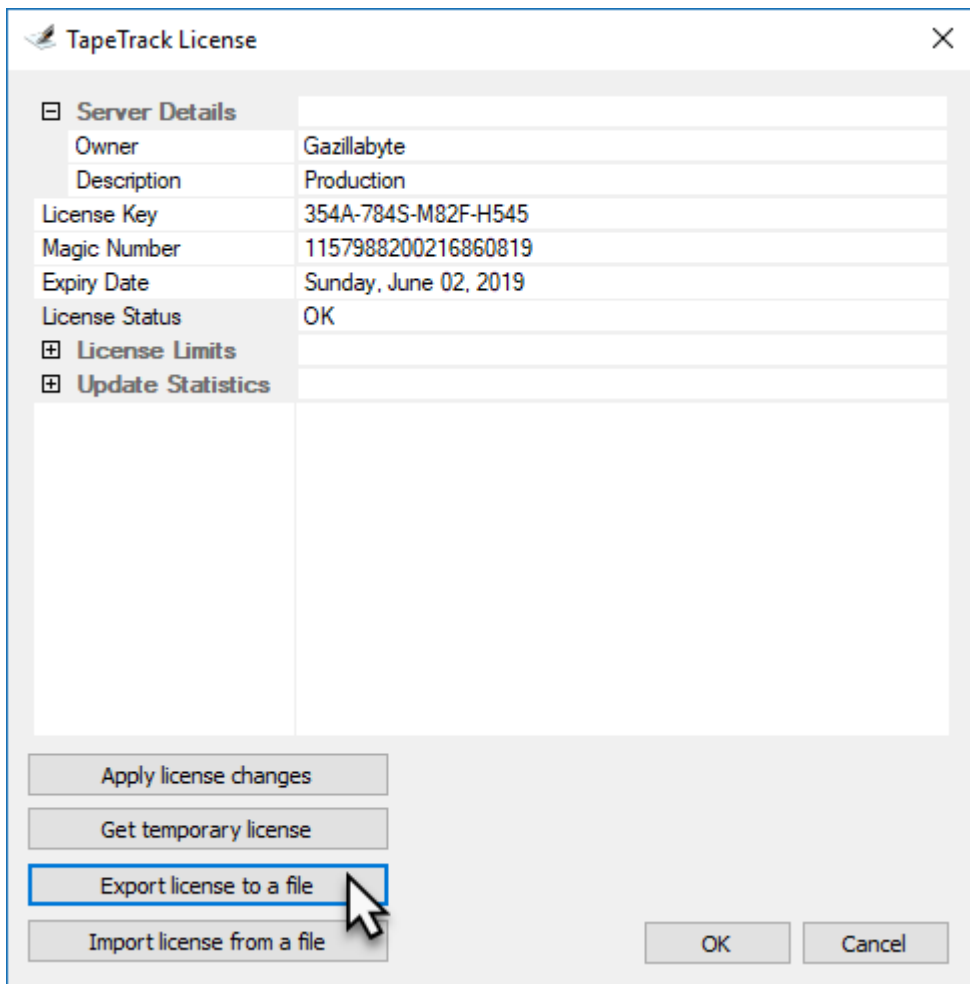 TapeTrack License
Server Details
Owner Gazillabyte
Description Production
License Key 354A-784S-M82F-H545
Magic Number 1157988200216860819
Expiry Date Sunday, June 02, 2019
License Status OK
License Limits
Update Statistics
Apply license changes
Get temporary license
Export license to a file
Import license from a file
OK Cancel